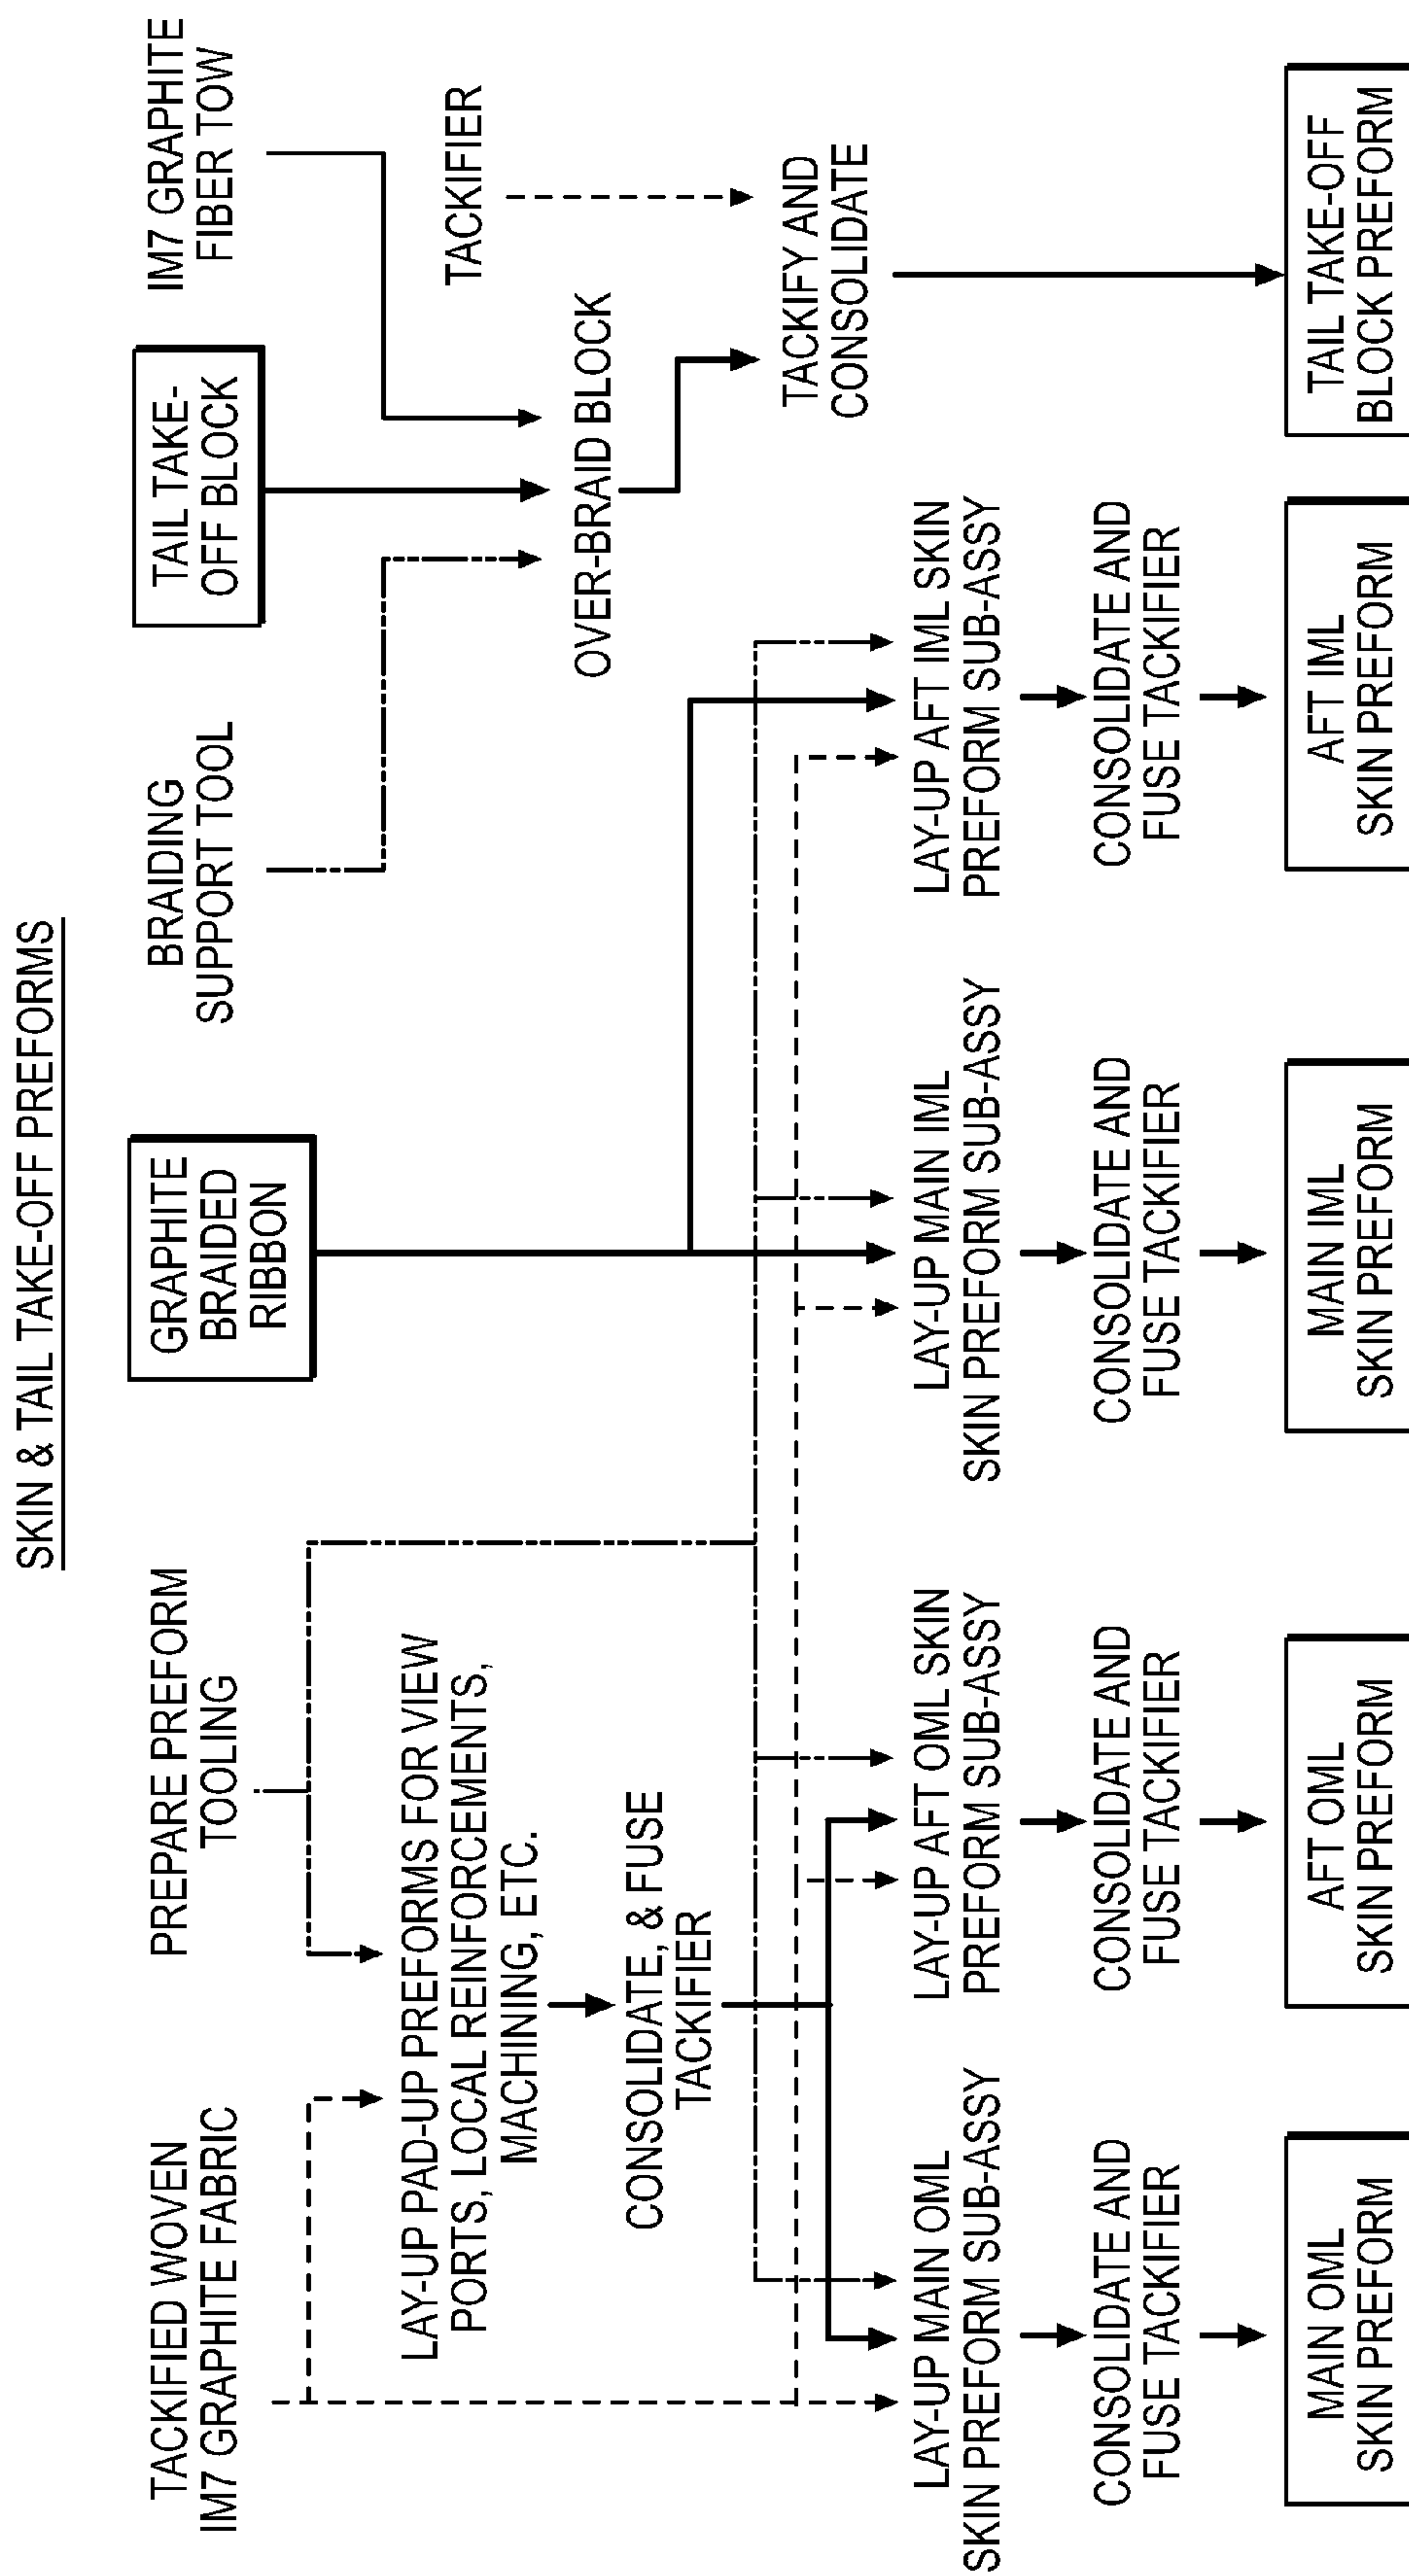 SKIN & TAIL TAKE-OFF PREFORMS
TACKIFIED WOVEN
IM7 GRAPHITE FABRIC
PREPARE PREFORM
TOOLING
GRAPHITE
BRAIDED
RIBBON
BRAIDING
SUPPORT TOOL
TAIL TAKE-
OFF BLOCK
IM7 GRAPHITE
FIBER TOW
LAY-UP PAD-UP PREFORMS FOR VIEW
PORTS, LOCAL REINFORCEMENTS,
MACHINING, ETC.
TACKIFIER
OVER-BRAID BLOCK
CONSOLIDATE, & FUSE
TACKIFIER
TACKIFY AND
CONSOLIDATE
LAY-UP MAIN OML
SKIN PREFORM SUB-ASSY
LAY-UP AFT OML SKIN
PREFORM SUB-ASSY
LAY-UP MAIN IML
SKIN PREFORM SUB-ASSY
LAY-UP AFT IML SKIN
PREFORM SUB-ASSY
CONSOLIDATE AND
FUSE TACKIFIER
CONSOLIDATE AND
FUSE TACKIFIER
CONSOLIDATE AND
FUSE TACKIFIER
CONSOLIDATE AND
FUSE TACKIFIER
MAIN OML
SKIN PREFORM
AFT OML
SKIN PREFORM
MAIN IML
SKIN PREFORM
AFT IML
SKIN PREFORM
TAIL TAKE-OFF
BLOCK PREFORM